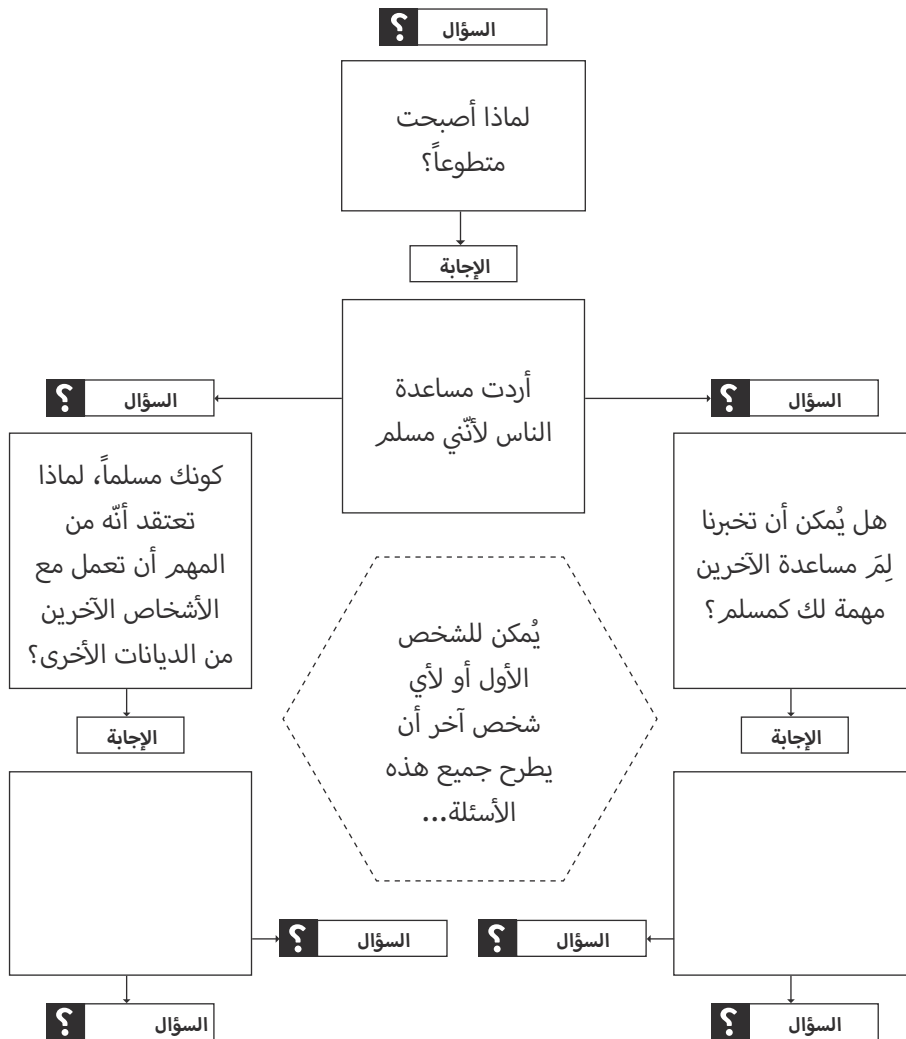 السؤال ؟
لماذا أصبحت
متطوعاً؟
الإجابة
أردت مساعدة
الناس لأنّني مسلم
السؤال ؟
هل يُمكن أن تخبرنا
لِمَ مساعدة الآخرين
مهمة لك كمسلم؟
الإجابة
السؤال ؟
كونك مسلماً، لماذا
تعتقد أنّه من
المهم أن تعمل مع
الأشخاص الآخرين
من الديانات الأخرى؟
الإجابة
يُمكن للشخص
الأول أو لأي
شخص آخر أن
يطرح جميع هذه
الأسئلة...
السؤال ؟
السؤال ؟
السؤال ؟
السؤال ؟